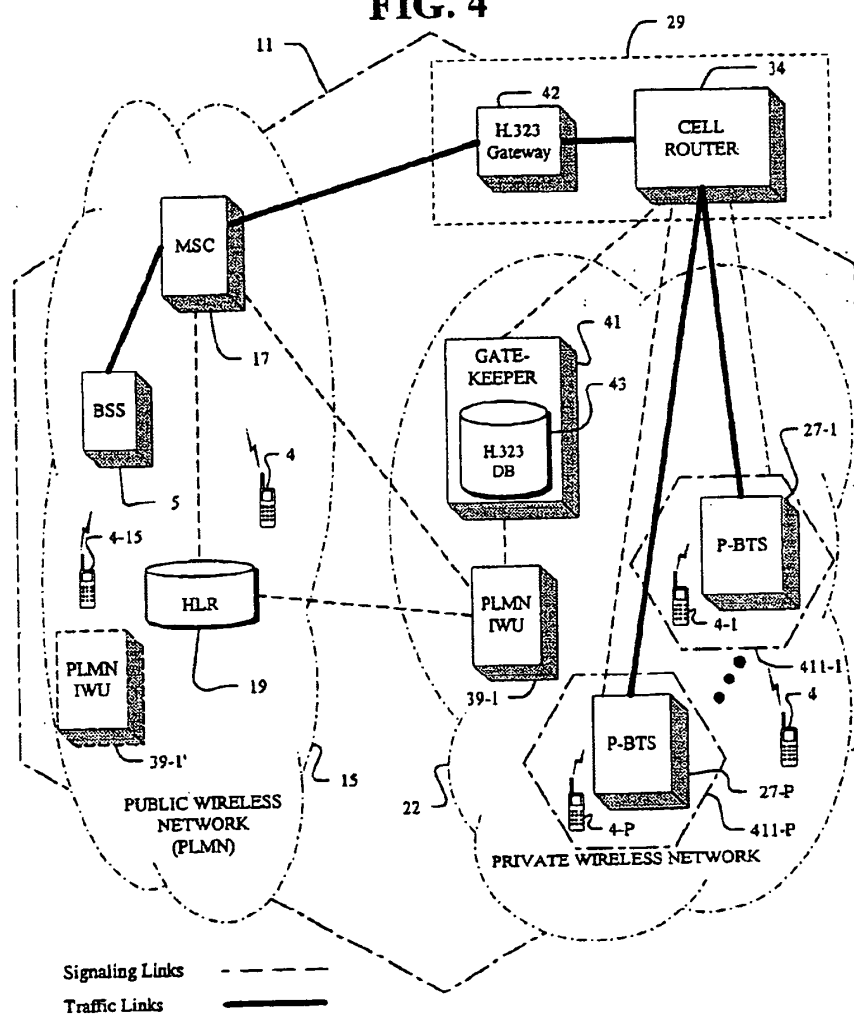 FIG. 4
11
29
34
42
H.323
Gateway
CELL
ROUTER
MSC
17
41
GATE-
KEEPER
43
H.323
DB
BSS
5
4
27-1
P-BTS
4-1
4-15
HLR
19
PLMN
IWU
39-1
411-1
4
PLMN
IWU
39-1'
15
P-BTS
22
27-P
4-P
411-P
PUBLIC WIRELESS
NETWORK
(PLMN)
PRIVATE WIRELESS NETWORK
Signaling Links
Traffic Links